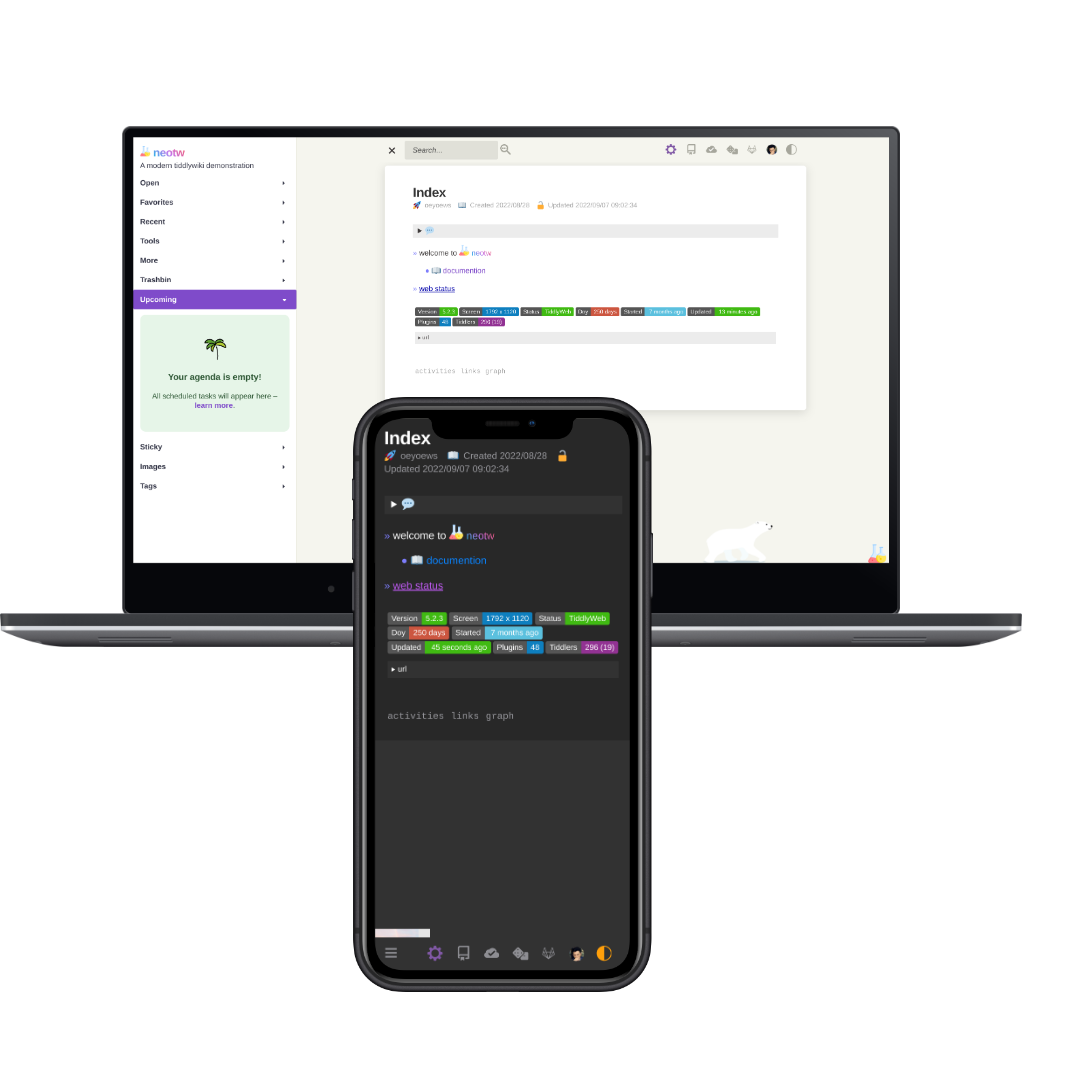 neotw
A modern tiddlywiki demonstration
Open
Favorites
Recent
Tools
More
Trashbin
Upcoming
Your agenda is empty!
All scheduled tasks will appear here –
learn more.
Sticky
Images
Tags
Search...
Index
oeyoews Created 2022/08/28 Updated 2022/09/07 09:02:34
» welcome to neotw
documention
» web status
Version 5.2.3 Screen 1792 x 1120 Status TiddlyWeb Doy 250 days Started 7 months ago Updated 13 minutes ago
Plugins 48 Tiddlers 296 (19)
url
activities links graph
Index
oeyoews Created 2022/08/28
Updated 2022/09/07 09:02:34
» welcome to neotw
documention
» web status
Version 5.2.3 Screen 1792 x 1120 Status TiddlyWeb
Doy 250 days Started 7 months ago
Updated 45 seconds ago Plugins 48 Tiddlers 296 (19)
url
activities links graph